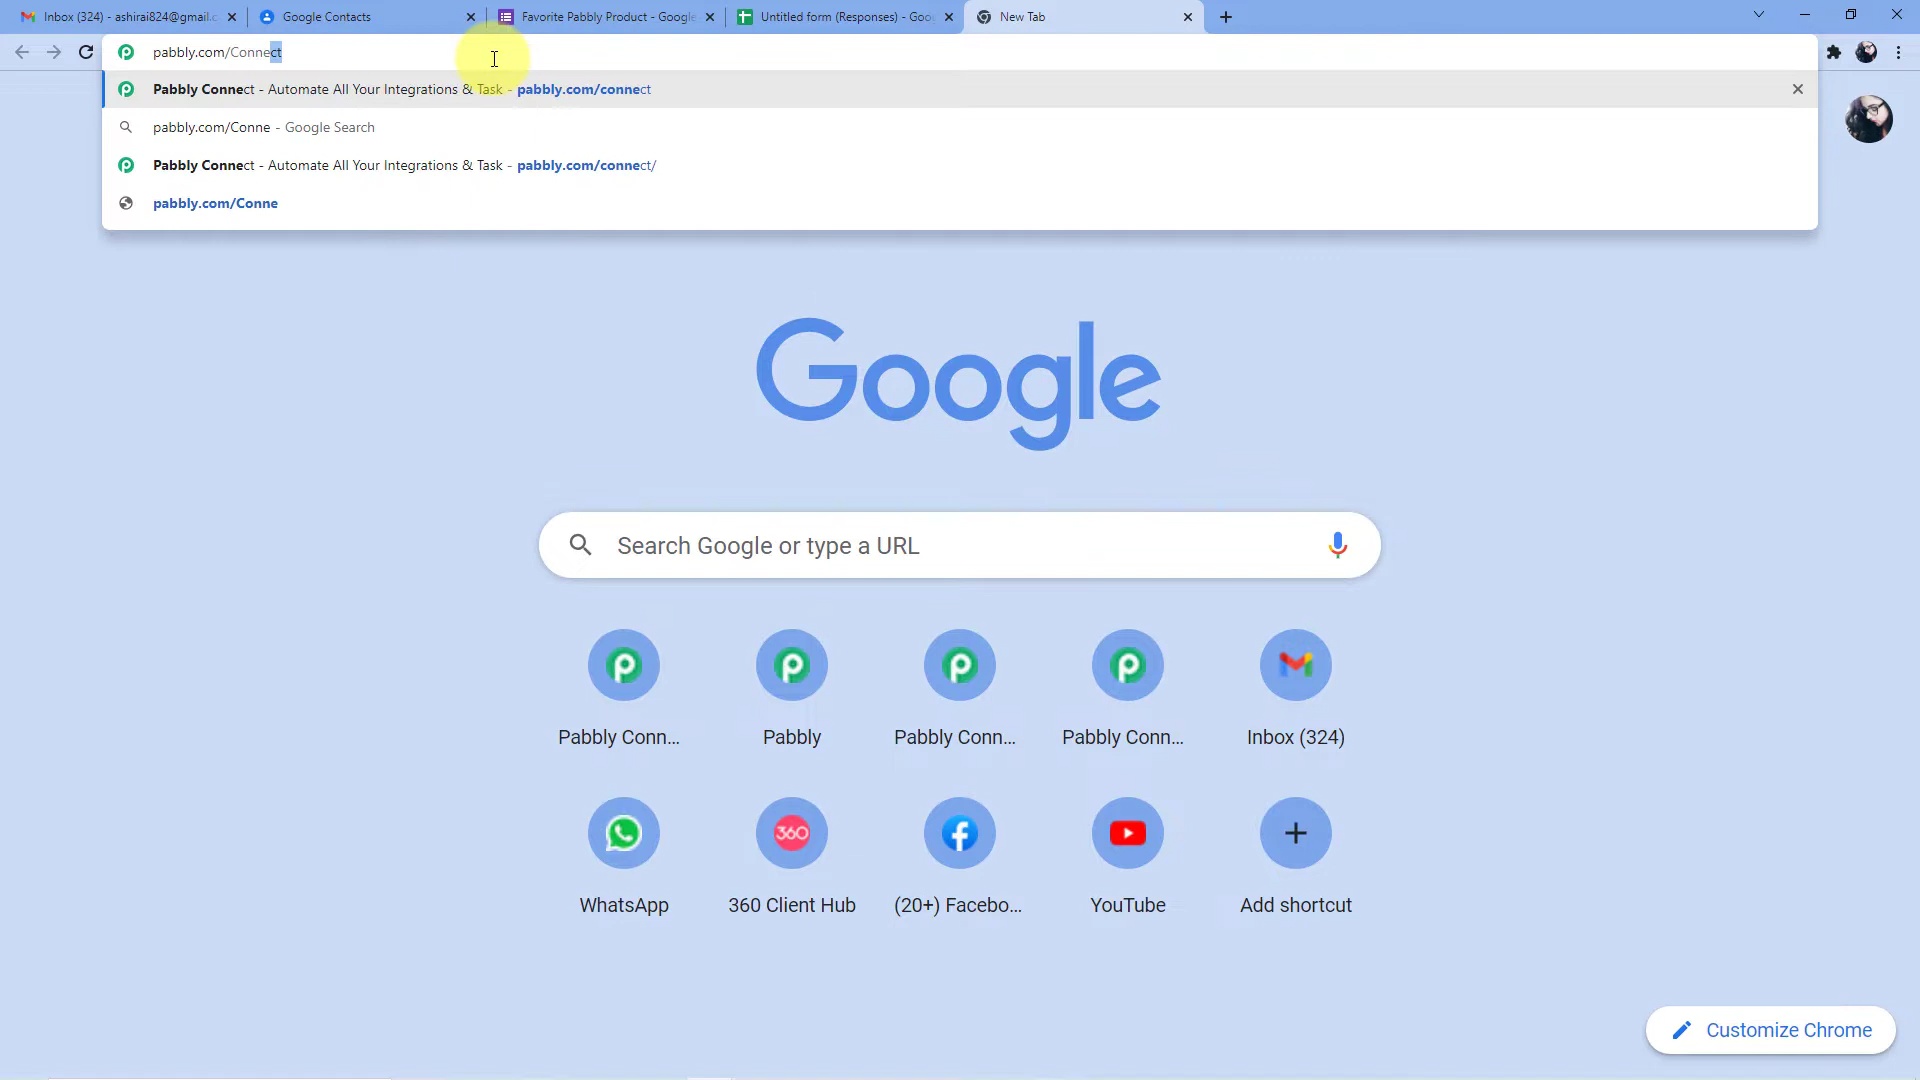 Inbox (324) - ashirai824@gmail.c
Google Contacts
Favorite Pabbly Product - Google
Untitled form (Responses) - Goo
New Tab
pabbly.com/Connect
Pabbly Connect - Automate All Your Integrations & Task - pabbly.com/connect
pabbly.com/Conne - Google Search
Pabbly Connect - Automate All Your Integrations & Task - pabbly.com/connect/
pabbly.com/Conne
Google
Search Google or type a URL
Pabbly Conn...
Pabbly
Pabbly Conn...
Pabbly Conn...
Inbox (324)
360
WhatsApp
360 Client Hub
(20+) Facebo...
YouTube
Add shortcut
Customize Chrome